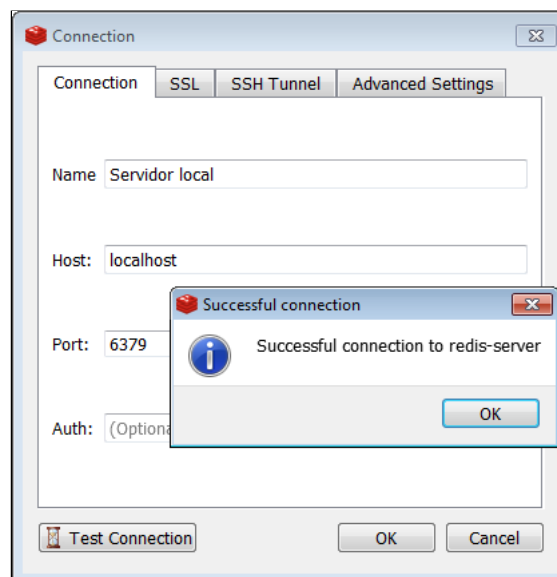 Connection
Connection SSL SSH Tunnel Advanced Settings
Name Servidor local
Host: localhost
Successful connection
Port: 6379
Successful connection to redis-server
OK
Auth: (Optiona
Test Connection OK Cancel